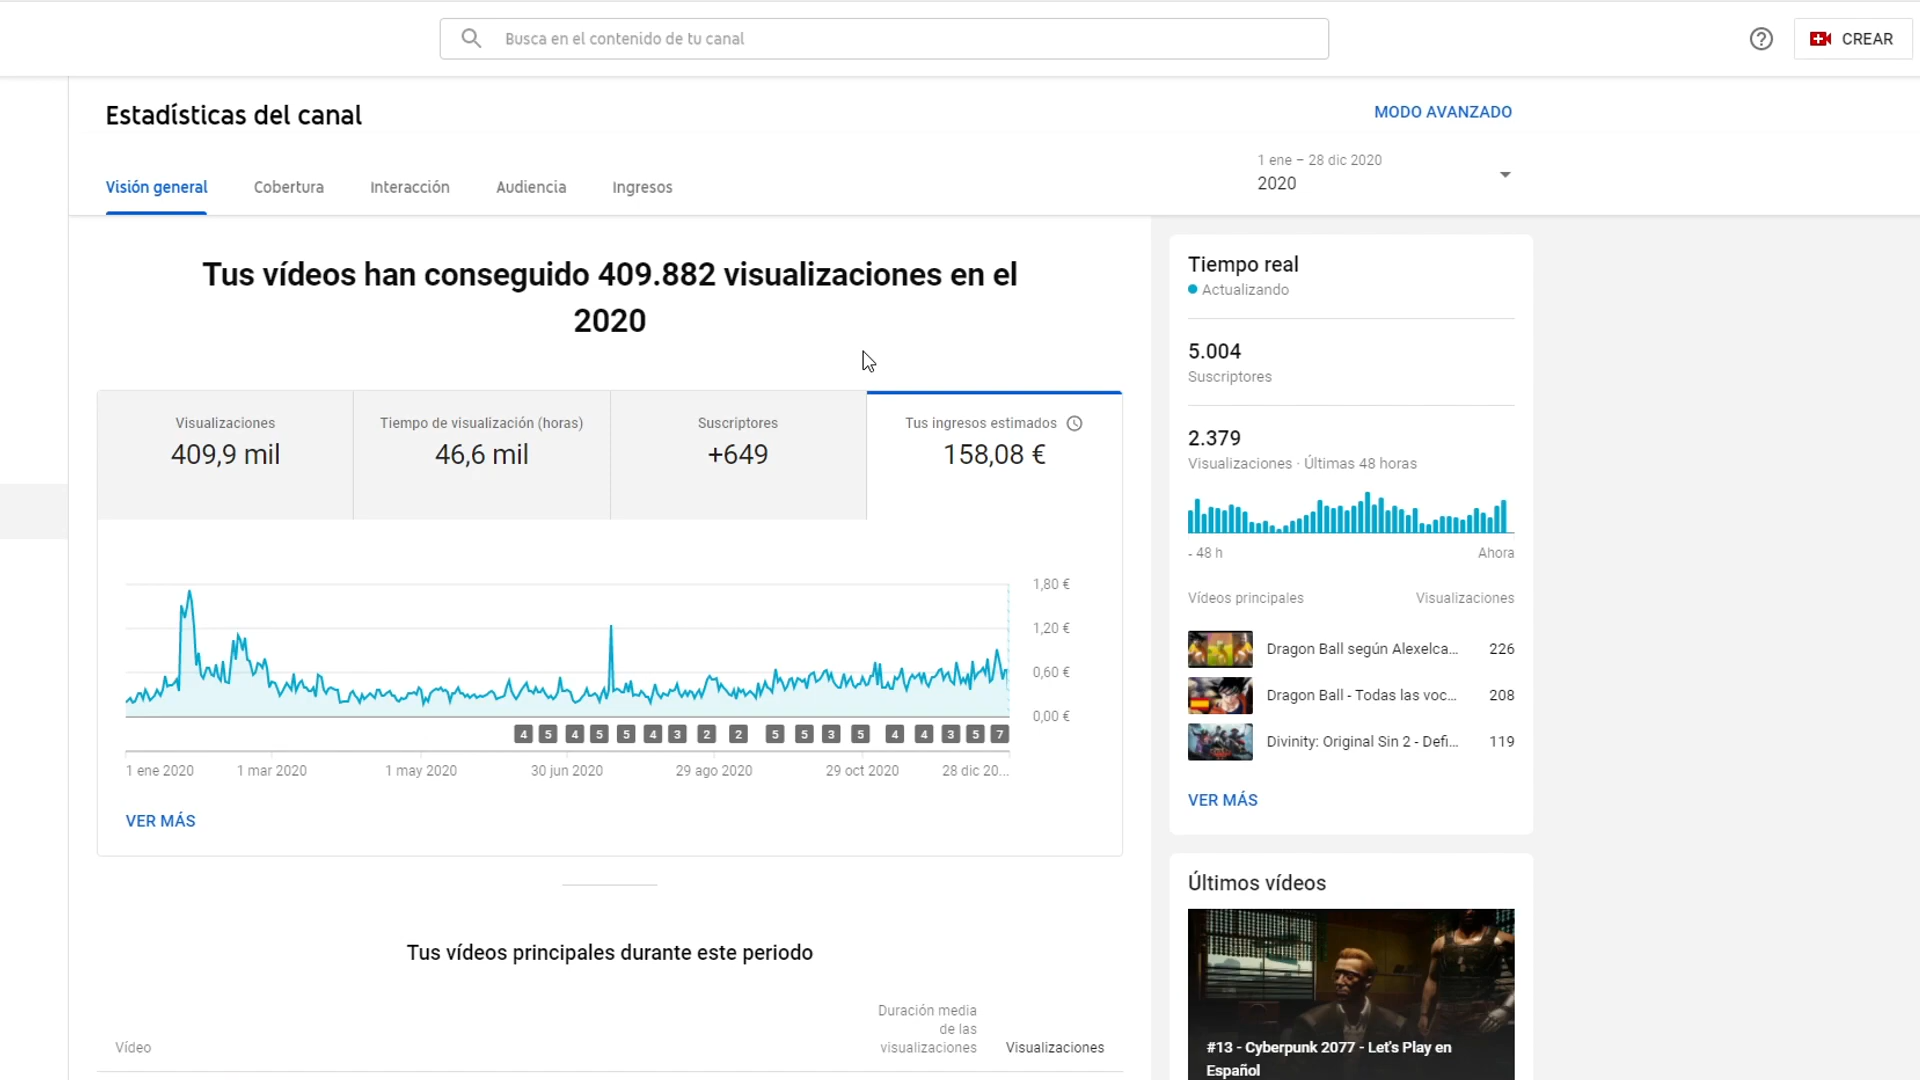 Busca en el contenido de tu canal
CREAR
Estadísticas del canal
MODO AVANZADO
Visión general
Cobertura
Interacción
Audiencia
Ingresos
1 ene – 28 dic 2020
2020
Tus vídeos han conseguido 409.882 visualizaciones en el
2020
Visualizaciones
409,9 mil
Tiempo de visualización (horas)
46,6 mil
Suscriptores
+649
Tus ingresos estimados
158,08 €
1,80 €
1,20 €
0,60 €
0,00 €
4 5 4 5 5 4 3 2 2 5 5 3 5 4 4 3 5 7
1 ene 2020
1 mar 2020
1 may 2020
30 jun 2020
29 ago 2020
29 oct 2020
28 dic 20...
VER MÁS
Tus vídeos principales durante este periodo
Vídeo
Duración media
de las
visualizaciones
Visualizaciones
Tiempo real
Actualizando
5.004
Suscriptores
2.379
Visualizaciones · Últimas 48 horas
- 48 h
Ahora
Vídeos principales
Visualizaciones
Dragon Ball según Alexelca... 226
Dragon Ball - Todas las voc... 208
Divinity: Original Sin 2 - Defi... 119
VER MÁS
Últimos vídeos
#13 - Cyberpunk 2077 - Let's Play en
Español